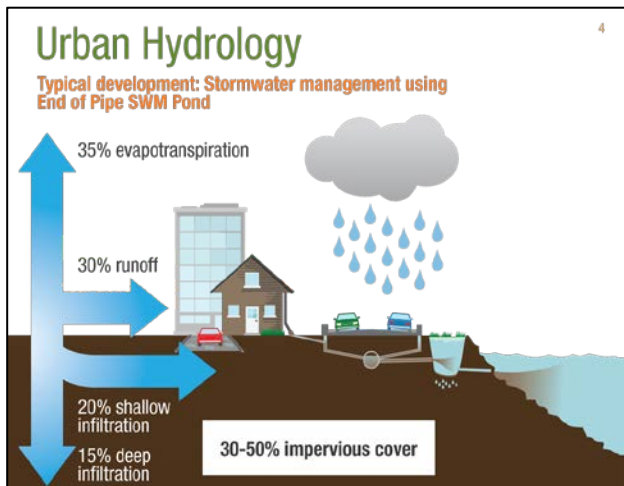 Urban Hydrology
4
Typical development: Stormwater management using
End of Pipe SWM Pond
35% evapotranspiration
30% runoff
20% shallow
infiltration
15% deep
infiltration
30-50% impervious cover